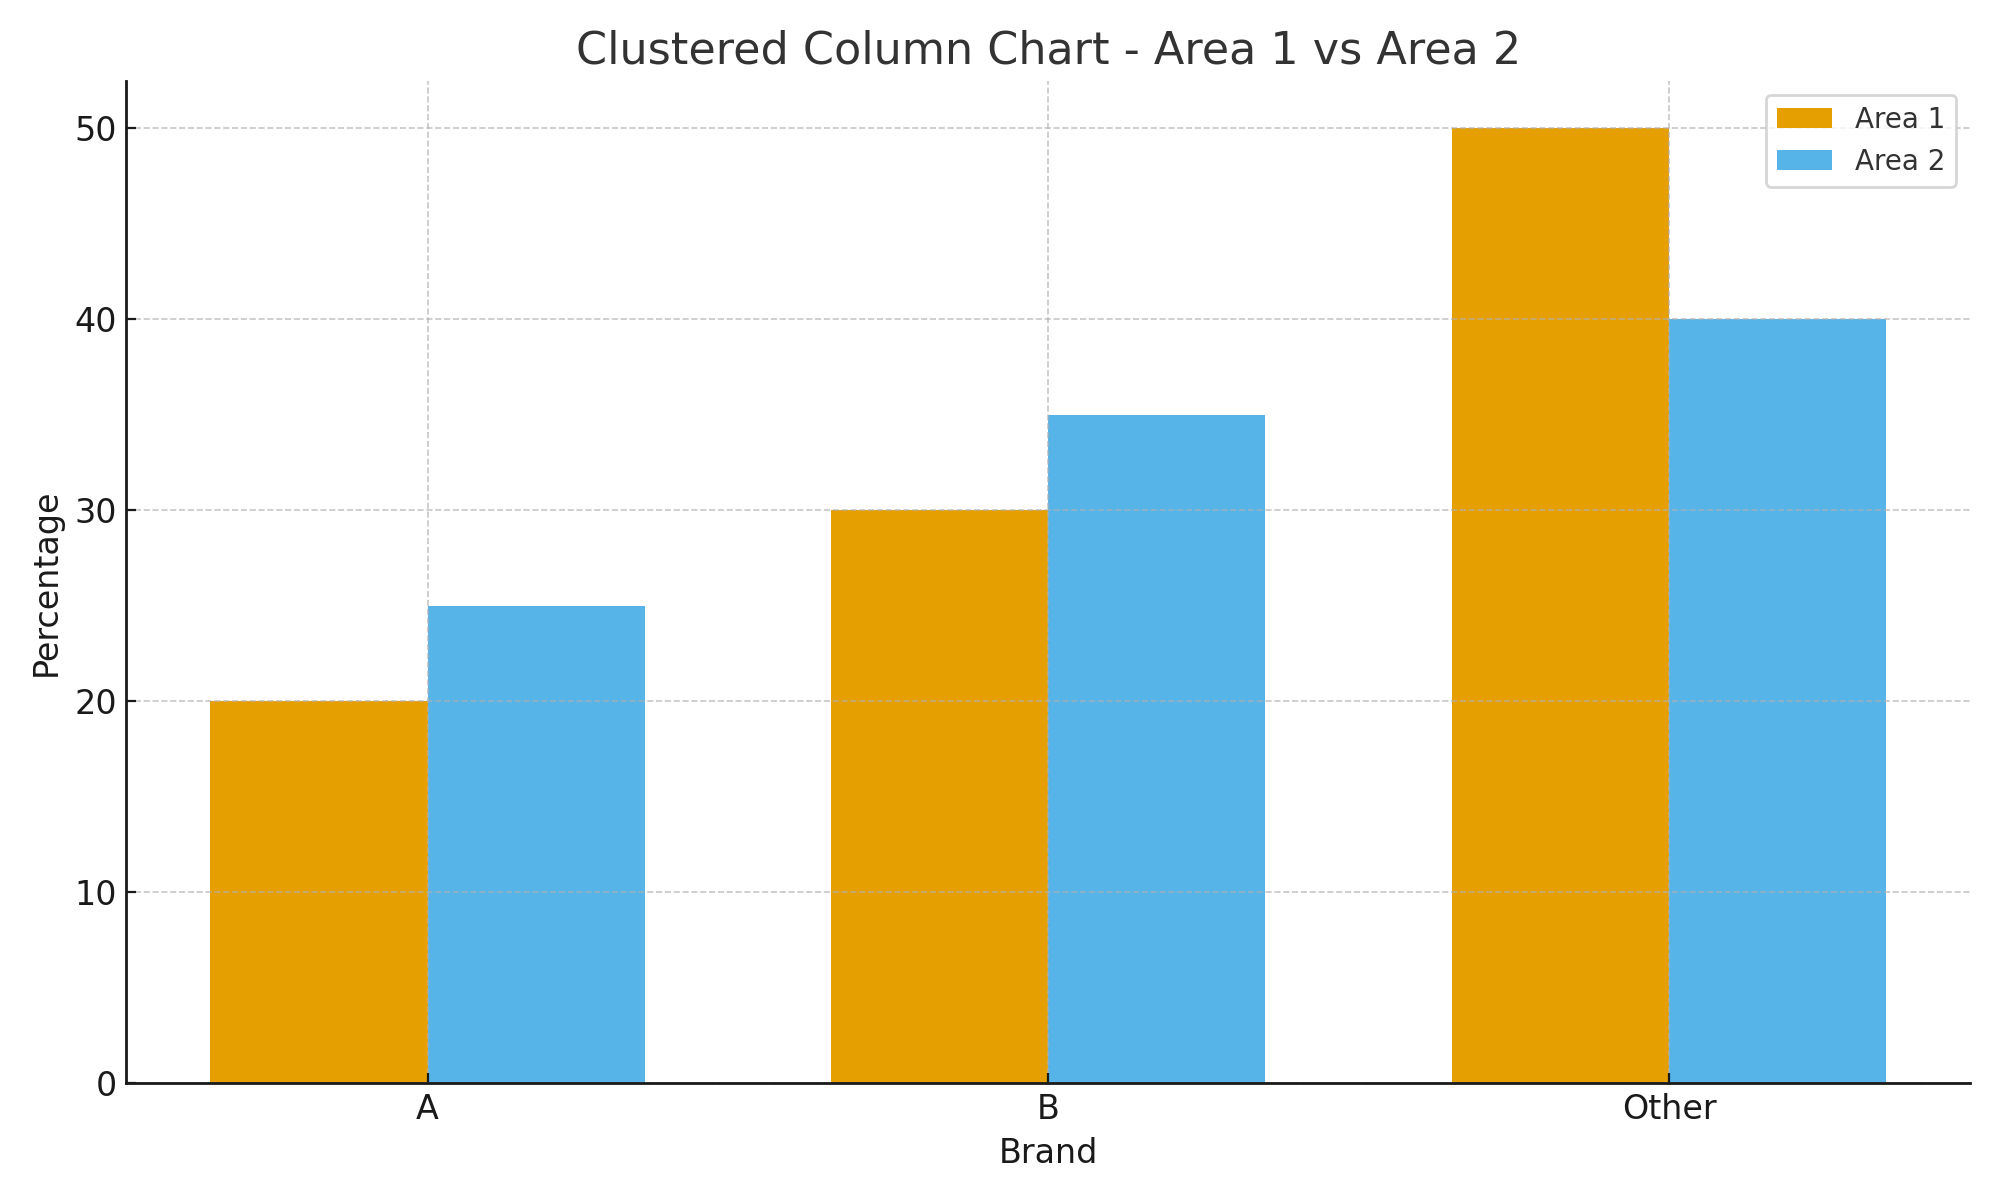 Clustered Column Chart - Area 1 vs Area 2
Area 1
Area 2
Percentage
50
40
30
20
10
0
A B Other
Brand